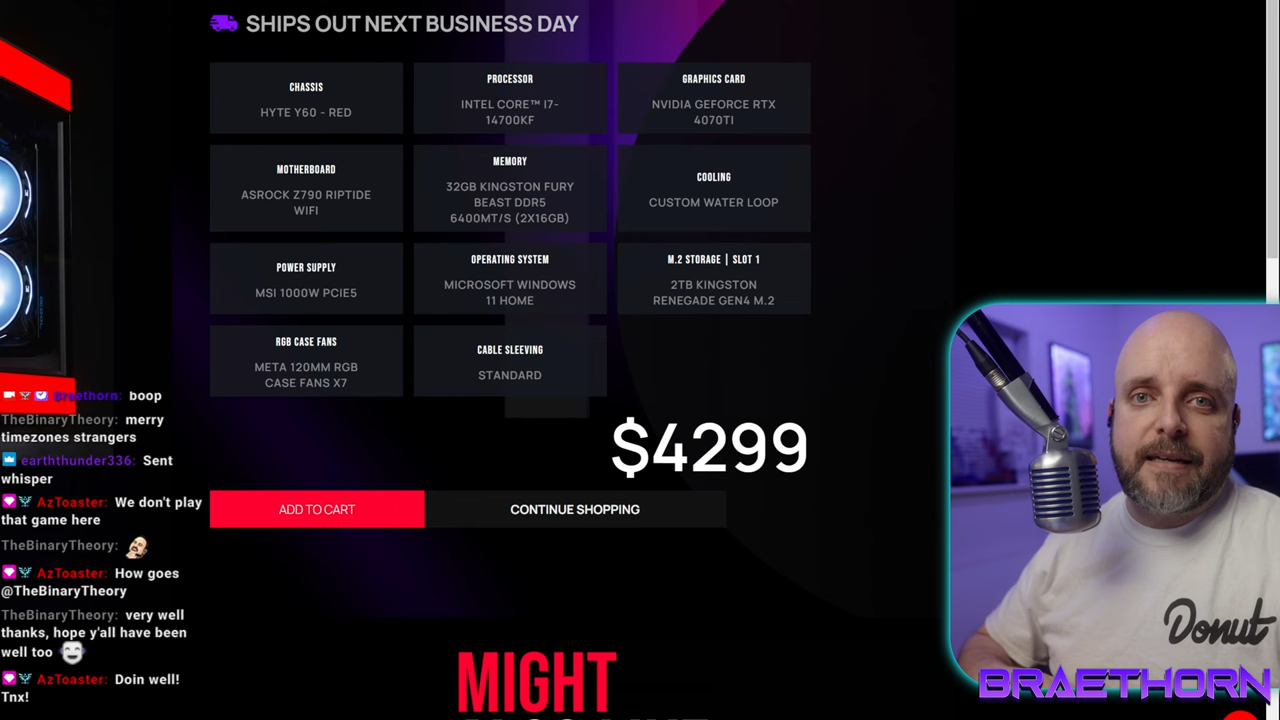 SHIPS OUT NEXT BUSINESS DAY
CHASSIS
HYTE Y60 - RED
PROCESSOR
INTEL CORE™ I7-
14700KF
GRAPHICS CARD
NVIDIA GEFORCE RTX
4070TI
MOTHERBOARD
ASROCK Z790 RIPTIDE
WIFI
MEMORY
32GB KINGSTON FURY
BEAST DDR5
6400MT/S (2X16GB)
COOLING
CUSTOM WATER LOOP
POWER SUPPLY
MSI 1000W PCIE5
OPERATING SYSTEM
MICROSOFT WINDOWS
11 HOME
M.2 STORAGE | SLOT 1
2TB KINGSTON
RENEGADE GEN4 M.2
RGB CASE FANS
META 120MM RGB
CASE FANS X7
CABLE SLEEVING
STANDARD
$4299
ADD TO CART
CONTINUE SHOPPING
MIGHT
Braethorn: boop
TheBinaryTheory: merry
timezones strangers
earththunder336: Sent
whisper
AzToaster: We don't play
that game here
TheBinaryTheory:
AzToaster: How goes
@TheBinaryTheory
TheBinaryTheory: very well
thanks, hope y'all have been
well too
AzToaster: Doin well!
Tnx!
Donut
BRAETHORN